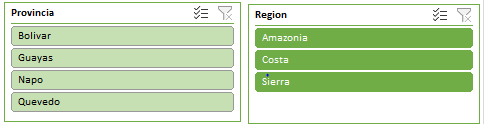 Provincia
Bolivar
Guayas
Napo
Quevedo
Region
Amazonia
Costa
Sierra